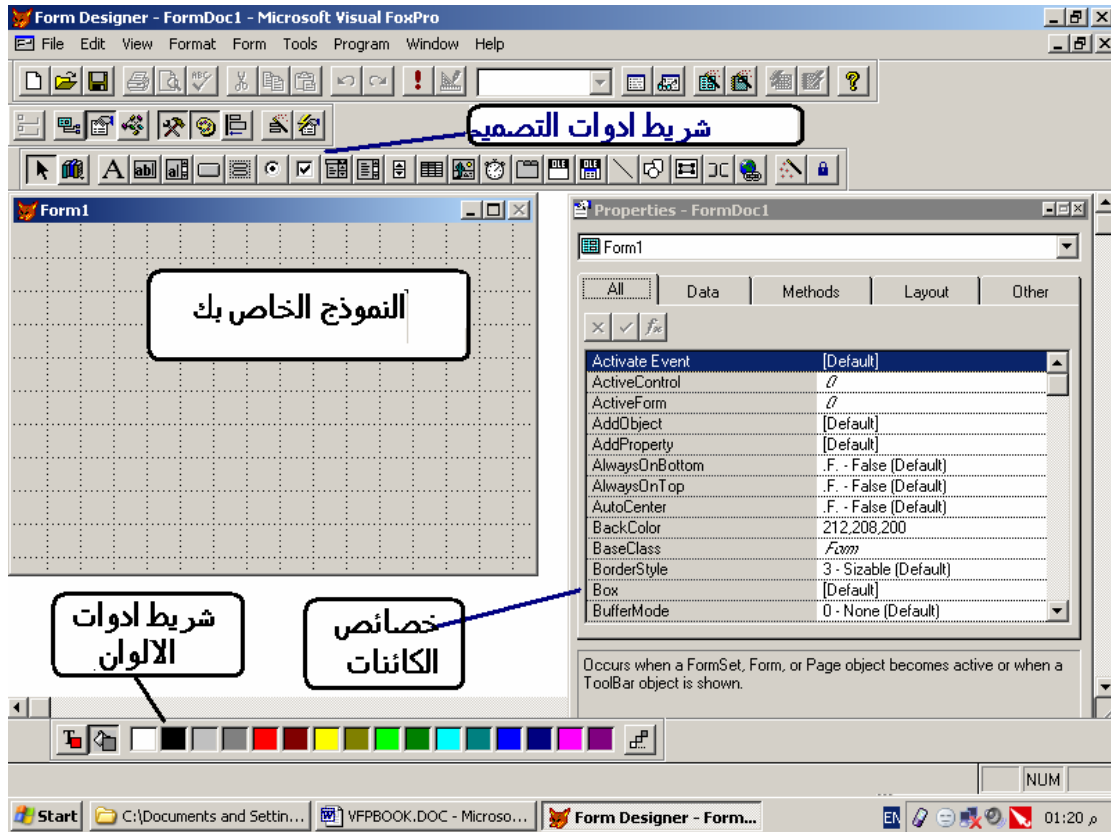 Form Designer - FormDoc1 - Microsoft Visual FoxPro
File Edit View Format Form Tools Program Window Help
شريط ادوات التصميم
A ab| a|
OLE OLE
Form1
النموذج الخاص بك
Properties - FormDoc1
Form1
All Data Methods Layout Other
Activate Event [Default]
ActiveControl 0
ActiveForm 0
AddObject [Default]
AddProperty [Default]
AlwaysOnBottom .F. - False (Default)
AlwaysOnTop .F. - False (Default)
AutoCenter .F. - False (Default)
BackColor 212,208,200
BaseClass Form
BorderStyle 3 - Sizable (Default)
Box [Default]
BufferMode 0 - None (Default)
شريط ادوات
الالوان
خصائص
الكائنات
Occurs when a FormSet, Form, or Page object becomes active or when a
ToolBar object is shown.
NUM
Start C:\Documents and Settin... VFPBOOK.DOC - Microso... Form Designer - Form... EN 01:20 م